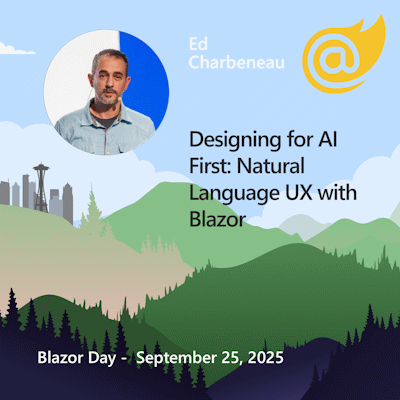 Ed
Charbeneau
Designing for AI
First: Natural
Language UX with
Blazor
Blazor Day - September 25, 2025